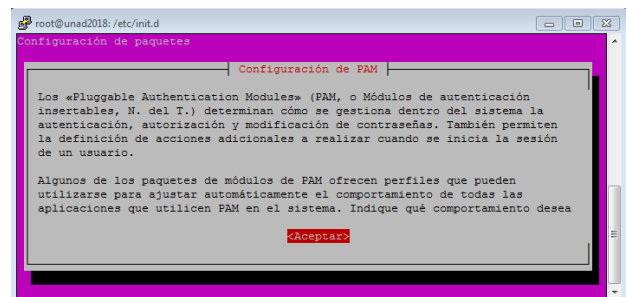 root@unad2018: /etc/init.d
Configuración de paquetes
Configuración de PAM
Los «Pluggable Authentication Modules» (PAM, o Módulos de autenticación
insertables, N. del T.) determinan cómo se gestiona dentro del sistema la
autenticación, autorización y modificación de contraseñas. También permiten
la definición de acciones adicionales a realizar cuando se inicia la sesión
de un usuario.
Algunos de los paquetes de módulos de PAM ofrecen perfiles que pueden
utilizarse para ajustar automáticamente el comportamiento de todas las
aplicaciones que utilicen PAM en el sistema. Indique qué comportamiento desea
<Aceptar>